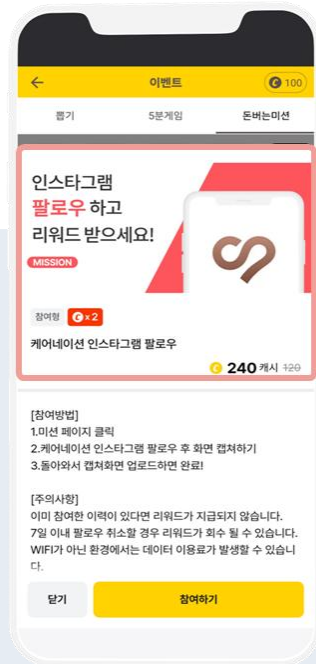 이벤트
100
뽑기
5분게임
돈버는미션
인스타그램
팔로우 하고
리워드 받으세요!
MISSION
참여형 x 2
케어네이션 인스타그램 팔로우
240 캐시 120
[참여방법]
1.미션 페이지 클릭
2.케어네이션 인스타그램 팔로우 후 화면 캡쳐하기
3.돌아와서 캡쳐화면 업로드하면 완료!
[주의사항]
이미 참여한 이력이 있다면 리워드가 지급되지 않습니다.
7일 이내 팔로우 취소할 경우 리워드가 회수 될 수 있습니다.
WIFI가 아닌 환경에서는 데이터 이용료가 발생할 수 있습니
다.
닫기
참여하기